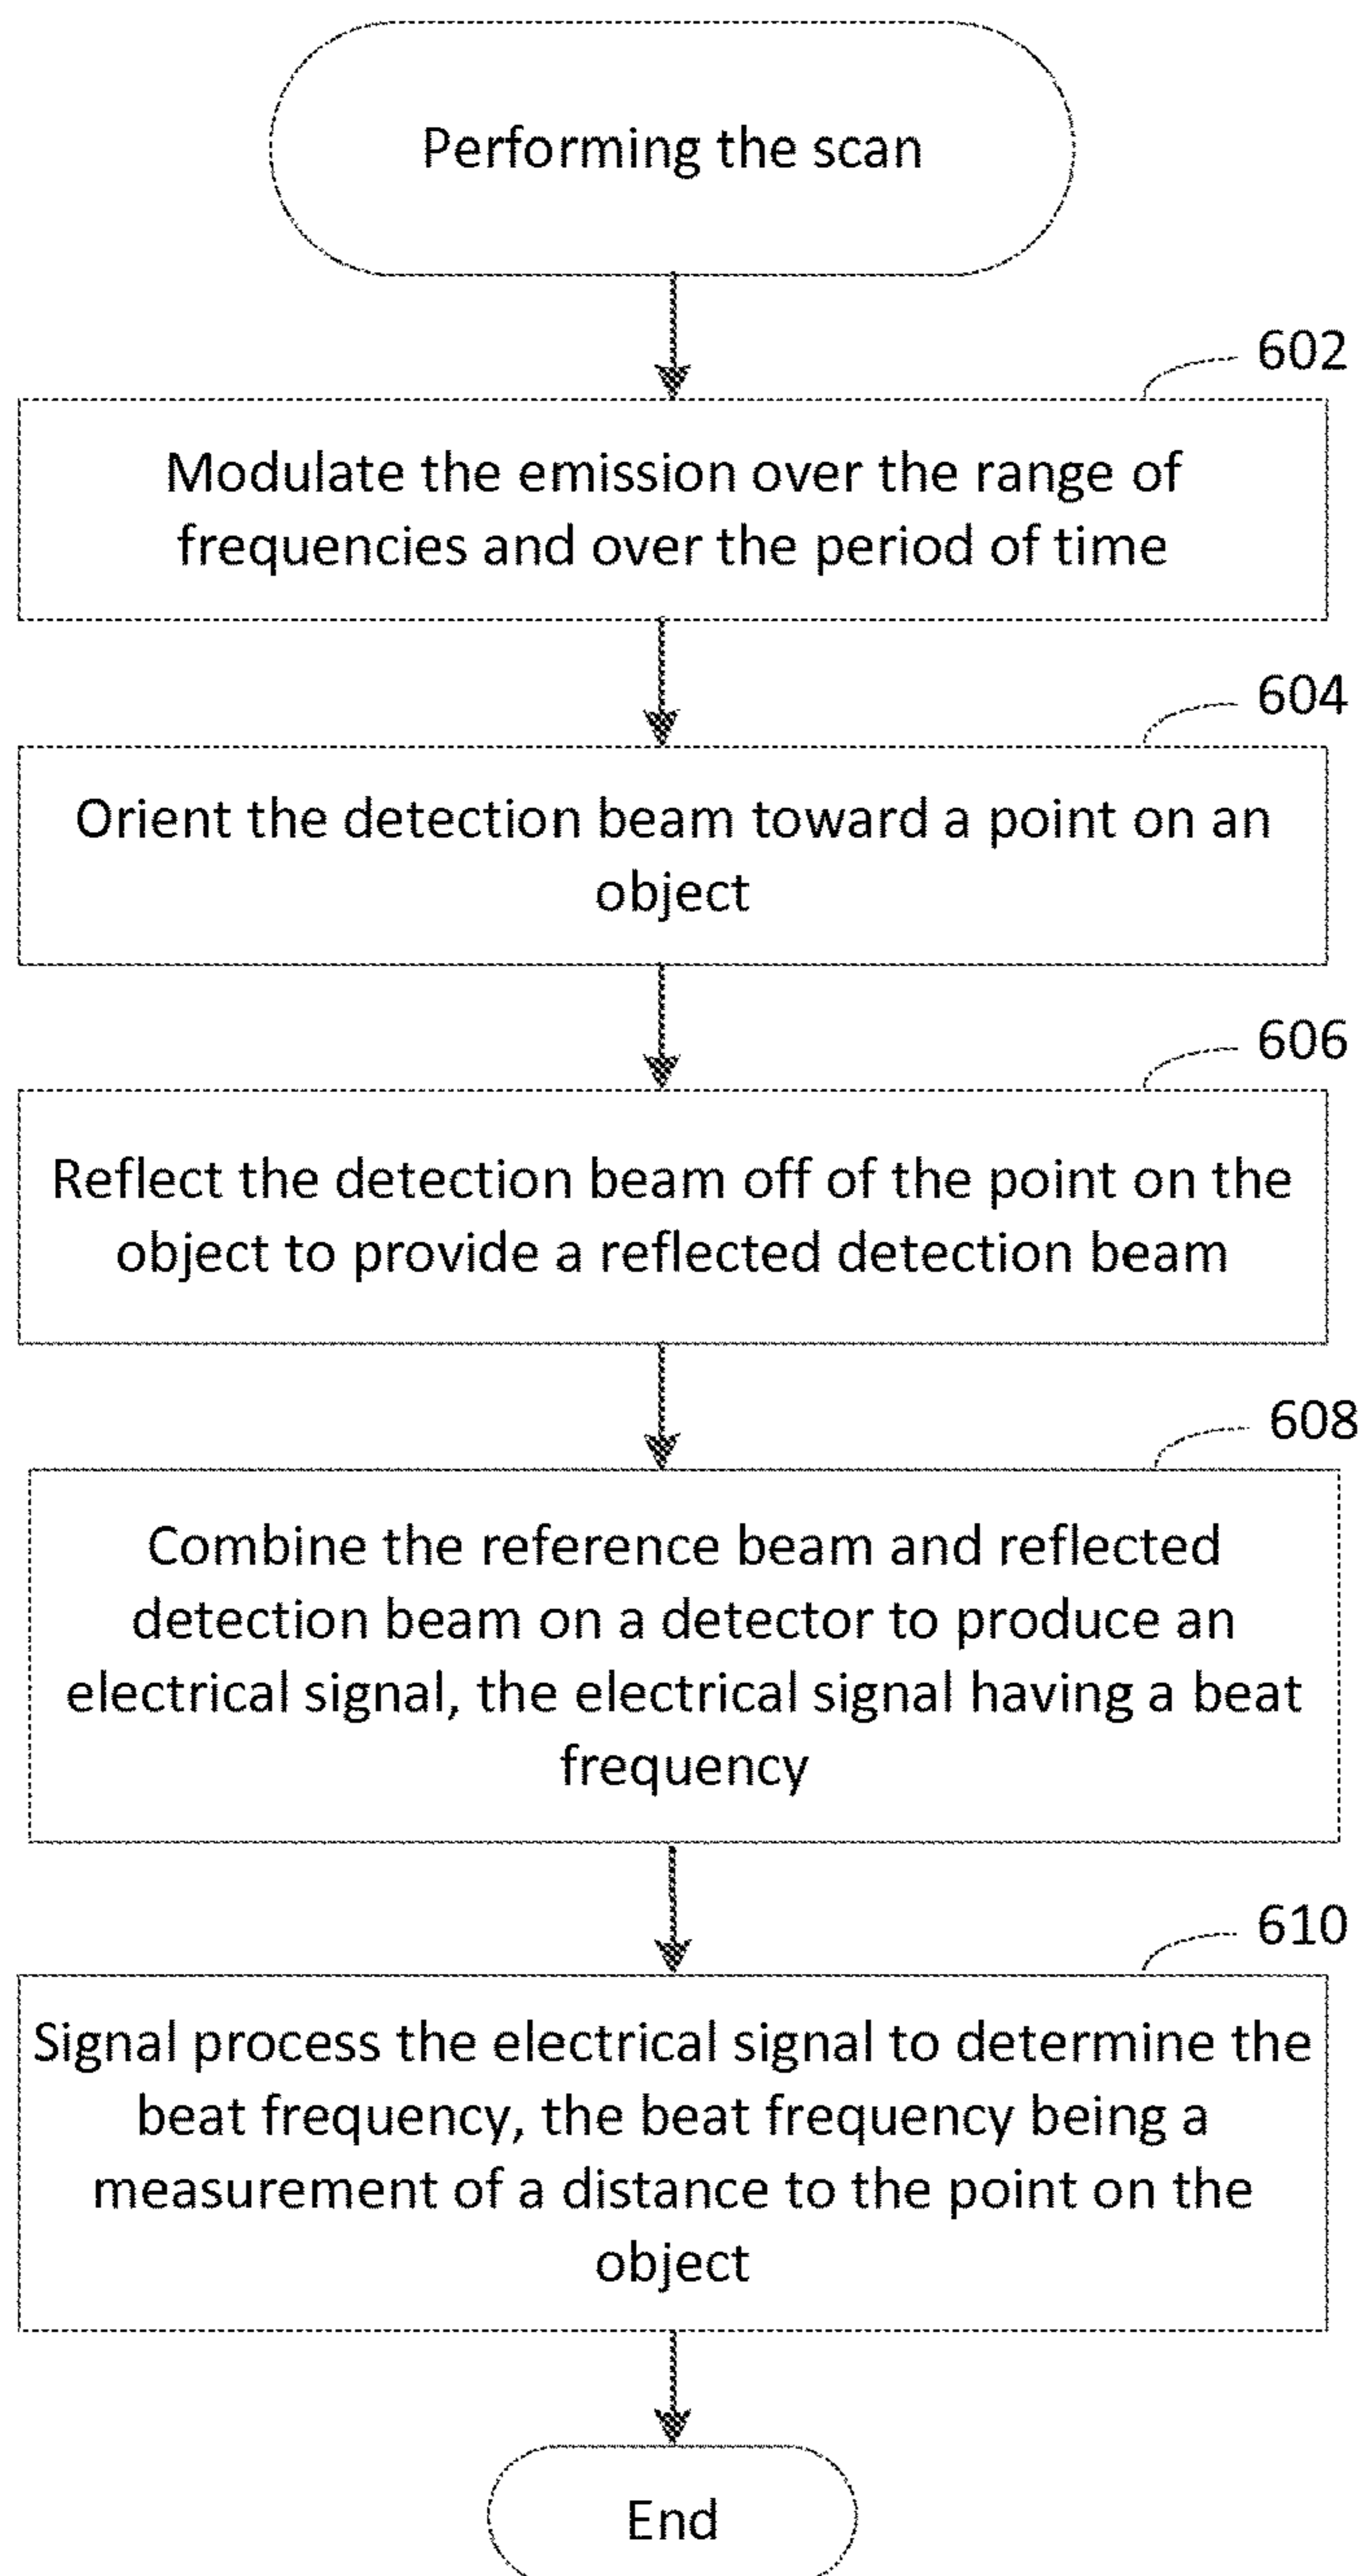 Performing the scan
602
Modulate the emission over the range of
frequencies and over the period of time
604
Orient the detection beam toward a point on an
object
606
Reflect the detection beam off of the point on the
object to provide a reflected detection beam
608
Combine the reference beam and reflected
detection beam on a detector to produce an
electrical signal, the electrical signal having a beat
frequency
610
Signal process the electrical signal to determine the
beat frequency, the beat frequency being a
measurement of a distance to the point on the
object
End